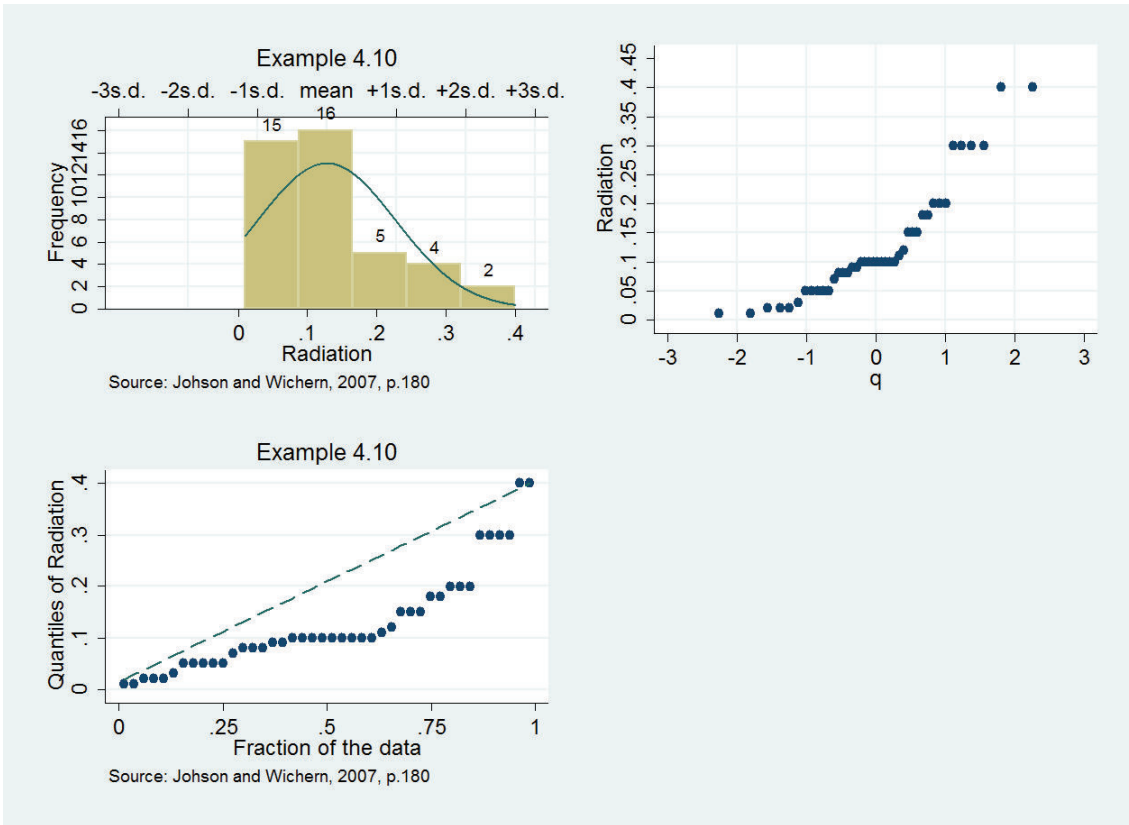 Example 4.10
-3s.d. -2s.d. -1s.d. mean +1s.d. +2s.d. +3s.d.
15
16
5
4
2
Frequency
0 2 4 6 8 10 12 14 16
0 .1 .2 .3 .4
Radiation
Source: Johson and Wichern, 2007, p.180
Radiation
0 .05 .1 .15 .2 .25 .3 .35 .4 .45
-3 -2 -1 0 1 2 3
q
Example 4.10
Quantiles of Radiation
0 .1 .2 .3 .4
0 .25 .5 .75 1
Fraction of the data
Source: Johson and Wichern, 2007, p.180